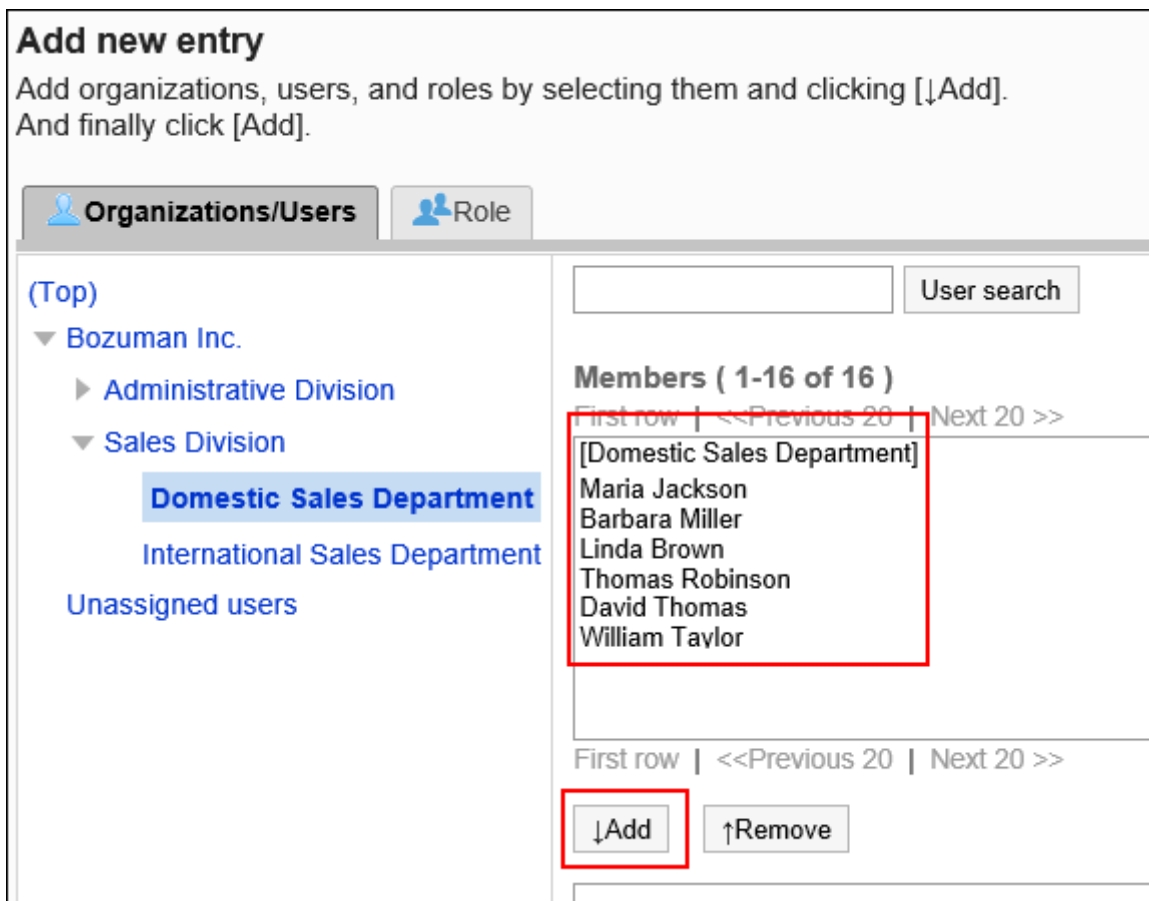 Add new entry
Add organizations, users, and roles by selecting them and clicking [↓Add].
And finally click [Add].
Organizations/Users
Role
(Top)
Bozuman Inc.
Administrative Division
Sales Division
Domestic Sales Department
International Sales Department
Unassigned users
User search
Members ( 1-16 of 16 )
First row | <<Previous 20 | Next 20 >>
[Domestic Sales Department]
Maria Jackson
Barbara Miller
Linda Brown
Thomas Robinson
David Thomas
William Taylor
First row | <<Previous 20 | Next 20 >>
↓Add
↑Remove